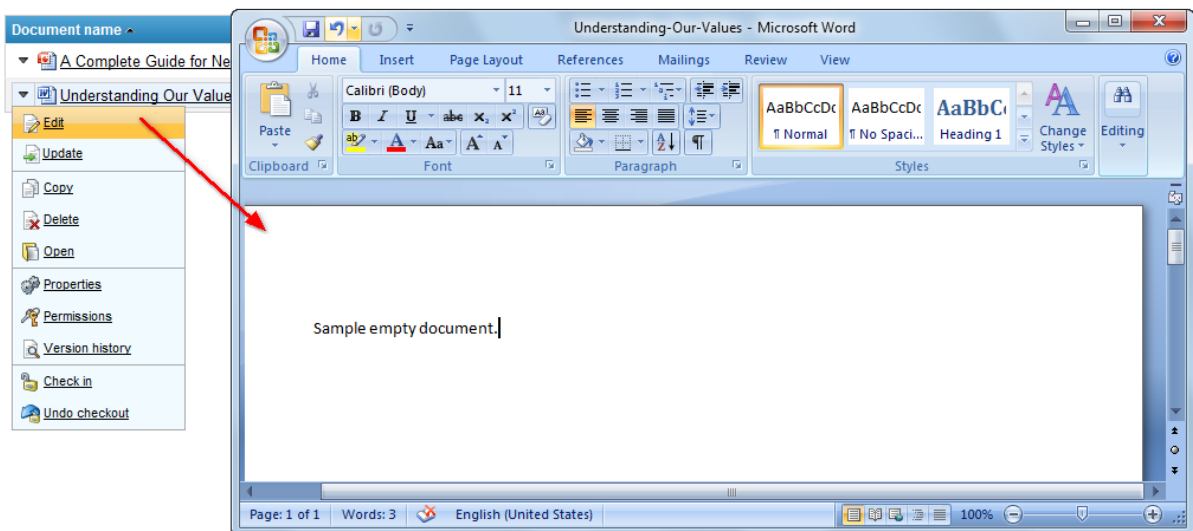 Document name
A Complete Guide for Ne
Understanding Our Value
Edit
Update
Copy
Delete
Open
Properties
Permissions
Version history
Check in
Undo checkout
Understanding-Our-Values - Microsoft Word
Home Insert Page Layout References Mailings Review View
Paste
Clipboard
Calibri (Body) 11
B I U abc X₂ X²
ab A Aa A A
Font
Paragraph
AaBbCcDc AaBbCcDc AaBbC
¶ Normal ¶ No Spaci... Heading 1
Change Styles
Styles
Editing
Sample empty document.
Page: 1 of 1 Words: 3 English (United States) 100%